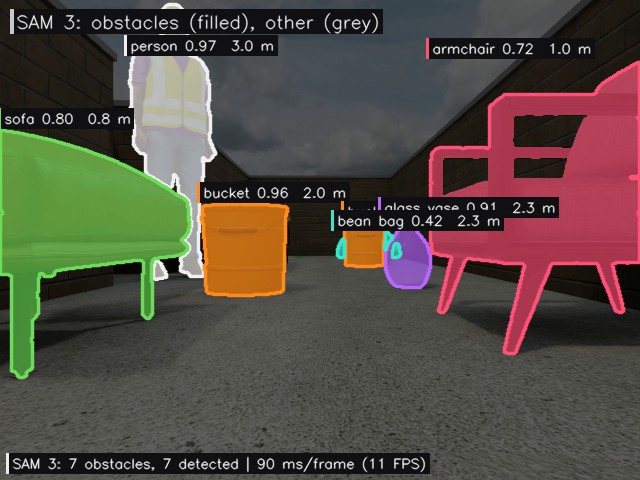 SAM 3: obstacles (filled), other (grey)
person 0.97 3.0 m
armchair 0.72 1.0 m
sofa 0.80 0.8 m
bucket 0.96 2.0 m
glass vase 0.91 2.3 m
bean bag 0.42 2.3 m
SAM 3: 7 obstacles, 7 detected | 90 ms/frame (11 FPS)